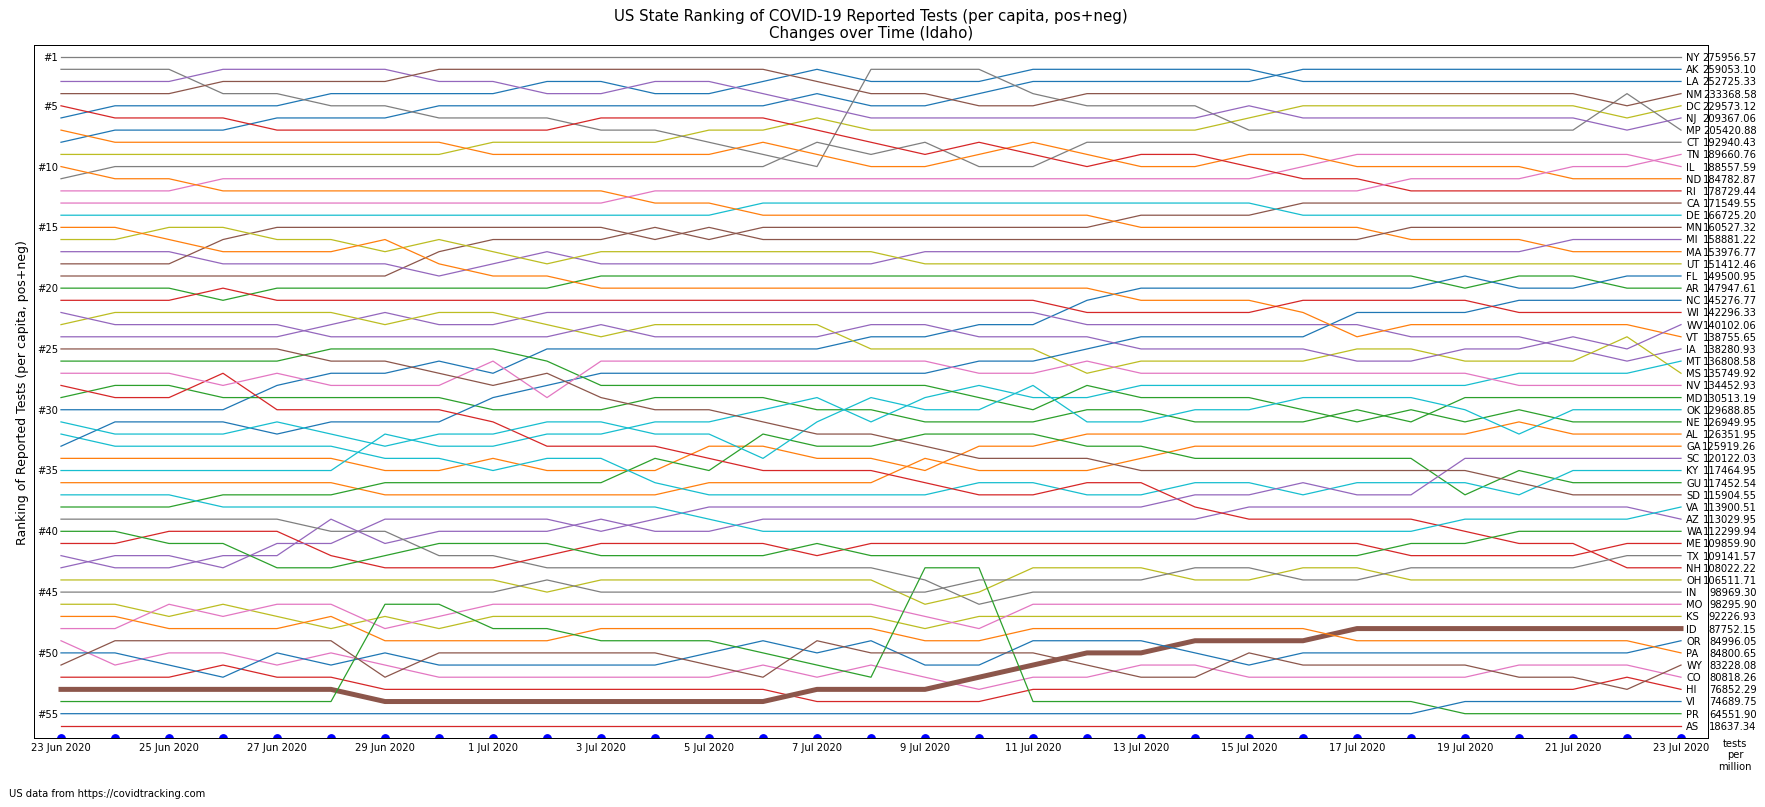 US State Ranking of COVID-19 Reported Tests (per capita, pos+neg)
Changes over Time (Idaho)
Ranking of Reported Tests (per capita, pos+neg)
#1
#5
#10
#15
#20
#25
#30
#35
#40
#45
#50
#55
NY 275956.57
AK 259053.10
LA 252725.33
NM 233368.58
DC 229573.12
NJ 209367.06
MP 205420.88
CT 192940.43
TN 189660.76
IL 188557.59
ND 184782.87
RI 178729.44
CA 171549.55
DE 166725.20
MN 160527.32
MI 158881.22
MA 153976.77
UT 151412.46
FL 149500.95
AR 147947.61
NC 145276.77
WI 142296.33
WV 140102.06
VT 138755.65
IA 138280.93
MT 136808.58
MS 135749.92
NV 134452.93
MD 130513.19
OK 129688.85
NE 126949.95
AL 126351.95
GA 125919.26
SC 120122.03
KY 117464.95
GU 117452.54
SD 115904.55
VA 113900.51
AZ 113029.95
WA 112299.94
ME 109859.90
TX 109141.57
NH 108022.22
OH 106511.71
IN 98969.30
MO 98295.90
KS 92226.93
ID 87752.15
OR 84996.05
PA 84800.65
WY 83228.08
CO 80818.26
HI 76852.29
VI 74689.75
PR 64551.90
AS 18637.34
23 Jun 2020
25 Jun 2020
27 Jun 2020
29 Jun 2020
1 Jul 2020
3 Jul 2020
5 Jul 2020
7 Jul 2020
9 Jul 2020
11 Jul 2020
13 Jul 2020
15 Jul 2020
17 Jul 2020
19 Jul 2020
21 Jul 2020
23 Jul 2020
tests
per
million
US data from https://covidtracking.com